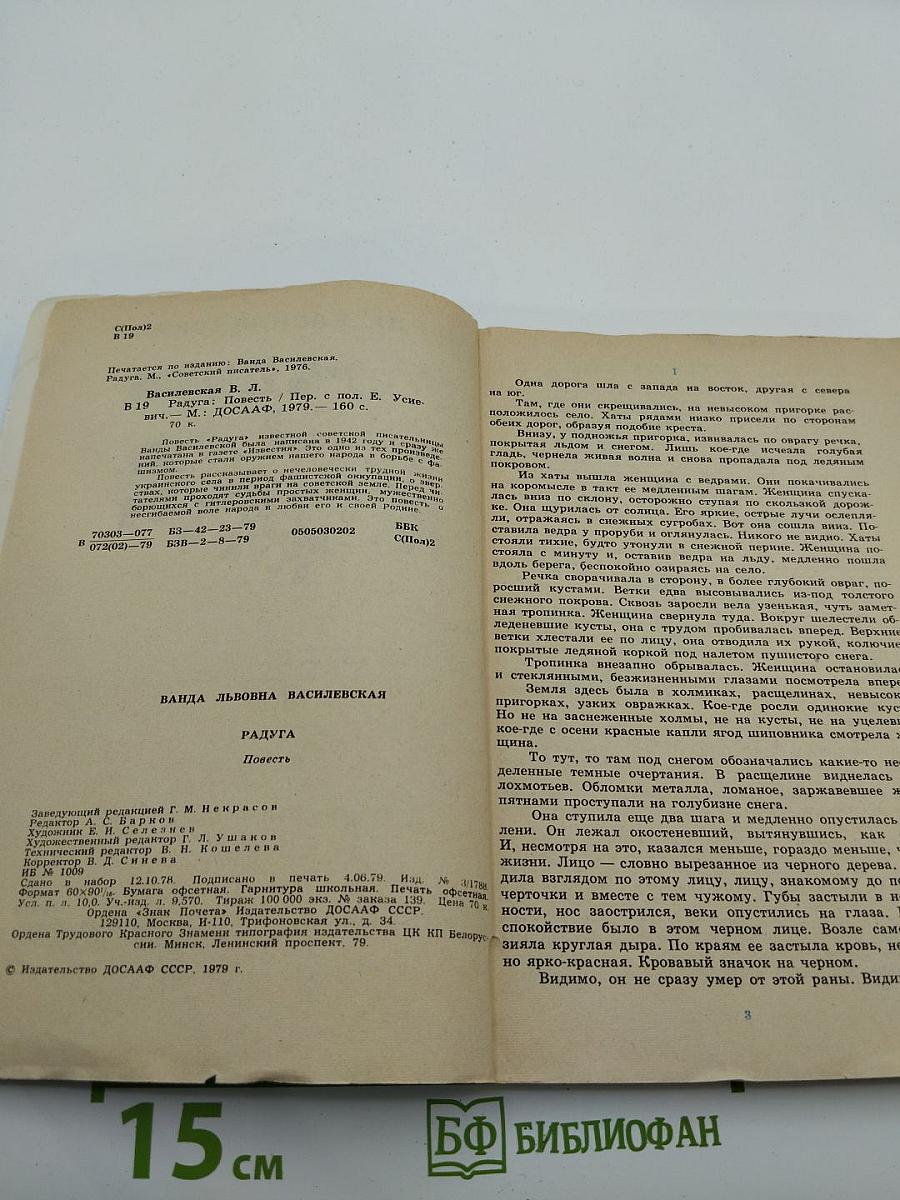 С(Пол)2
В 19
Печатается по изданию: Ванда Василевская.
Радуга. М., «Советский писатель», 1976.
Василевская В. Л.
В 19 Радуга: Повесть / Пер. с пол. Е. Усие-
вич.— М.: ДОСААФ, 1979.— 160 с.
70 к.
Повесть «Радуга» известной советской писательницы
Ванды Василевской была написана в 1942 году и сразу же
напечатана в газете «Известия». Это одно из тех произведе-
ний, которые стали оружием нашего народа в борьбе с фа-
шизмом.
Повесть рассказывает о нечеловечески трудной жизни
украинского села в период фашистской оккупации, о звер-
ствах, которые чинили враги на советской земле. Перед чи-
тателями проходят судьбы простых женщин, мужественно
борющихся с гитлеровскими захватчиками. Это повесть о
несгибаемой воле народа и любви его к своей Родине.
70303—077 БЗ—42—23—79 0505030202 ББК
В 072(02)—79 БЗВ—2—8—79 С(Пол)2
ВАНДА ЛЬВОВНА ВАСИЛЕВСКАЯ
РАДУГА
Повесть
Заведующий редакцией Г. М. Некрасов
Редактор А. С. Барков
Художник Е. И. Селезнев
Художественный редактор Г. Л. Ушаков
Технический редактор В. Н. Кошелева
Корректор В. Д. Синева
ИБ № 1009
Сдано в набор 12.10.78. Подписано в печать 4.06.79. Изд. № 3/1788.
Формат 60×90¹/₁₆. Бумага офсетная. Гарнитура школьная. Печать офсетная.
Усл. п. л. 10,0. Уч.-изд. л. 9,570. Тираж 100 000 экз. № заказа 139. Цена 70 к.
Ордена «Знак Почета» Издательство ДОСААФ СССР.
129110, Москва, И-110, Трифоновская ул., д. 34.
Ордена Трудового Красного Знамени типография издательства ЦК КП Белорус-
сии. Минск, Ленинский проспект, 79.
© Издательство ДОСААФ СССР, 1979 г.
1
Одна дорога шла с запада на восток, другая с севера
на юг.
Там, где они скрещивались, на невысоком пригорке рас-
положилось село. Хаты рядами низко присели по сторонам
обеих дорог, образуя подобие креста.
Внизу, у подножья пригорка, извивалась по оврагу речка,
покрытая льдом и снегом. Лишь кое-где исчезала голубая
гладь, чернела живая волна и снова пропадала под ледяным
покровом.
Из хаты вышла женщина с ведрами. Они покачивались
на коромысле в такт ее медленным шагам. Женщина спуска-
лась вниз по склону, осторожно ступая по скользкой дорож-
ке. Она щурилась от солнца. Его яркие, острые лучи ослепля-
ли, отражаясь в снежных сугробах. Вот она сошла вниз. По-
ставила ведра у проруби и оглянулась. Никого не видно. Хаты
стояли тихие, будто утонули в снежной перине. Женщина по-
стояла с минуту и, оставив ведра на льду, медленно пошла
вдоль берега, беспокойно озираясь на село.
Речка сворачивала в сторону, в более глубокий овраг, по-
росший кустами. Ветки едва высовывались из-под толстого
снежного покрова. Сквозь заросли вела узенькая, чуть замет-
ная тропинка. Женщина свернула туда. Вокруг шелестели об-
леденевшие кусты, она с трудом пробивалась вперед. Верхние
ветки хлестали ее по лицу, она отводила их рукой, колючие,
покрытые ледяной коркой под налетом пушистого снега.
Тропинка внезапно обрывалась. Женщина остановилас
и стеклянными, безжизненными глазами посмотрела впере
Земля здесь была в холмиках, расщелинах, невысок
пригорках, узких овражках. Кое-где росли одинокие куст
Но не на заснеженные холмы, не на кусты, не на уцелевш
кое-где с осени красные капли ягод шиповника смотрела ж
щина.
То тут, то там под снегом обозначались какие-то нео
деленные темные очертания. В расщелине виднелась
лохмотьев. Обломки металла, ломаное, заржавевшее ж
пятнами проступали на голубизне снега.
Она ступила еще два шага и медленно опустилась
лени. Он лежал окостеневший, вытянувшись, как
И, несмотря на это, казался меньше, гораздо меньше, ч
жизни. Лицо — словно вырезанное из черного дерева.
дила взглядом по этому лицу, лицу, знакомому до по
черточки и вместе с тем чужому. Губы застыли в не
ности, нос заострился, веки опустились на глаза.
спокойствие было в этом черном лице. Возле само
зияла круглая дыра. По краям ее застыла кровь, не
но ярко-красная. Кровавый значок на черном.
Видимо, он не сразу умер от этой раны. Види
3
15 см
БФ БИБЛИОФАН